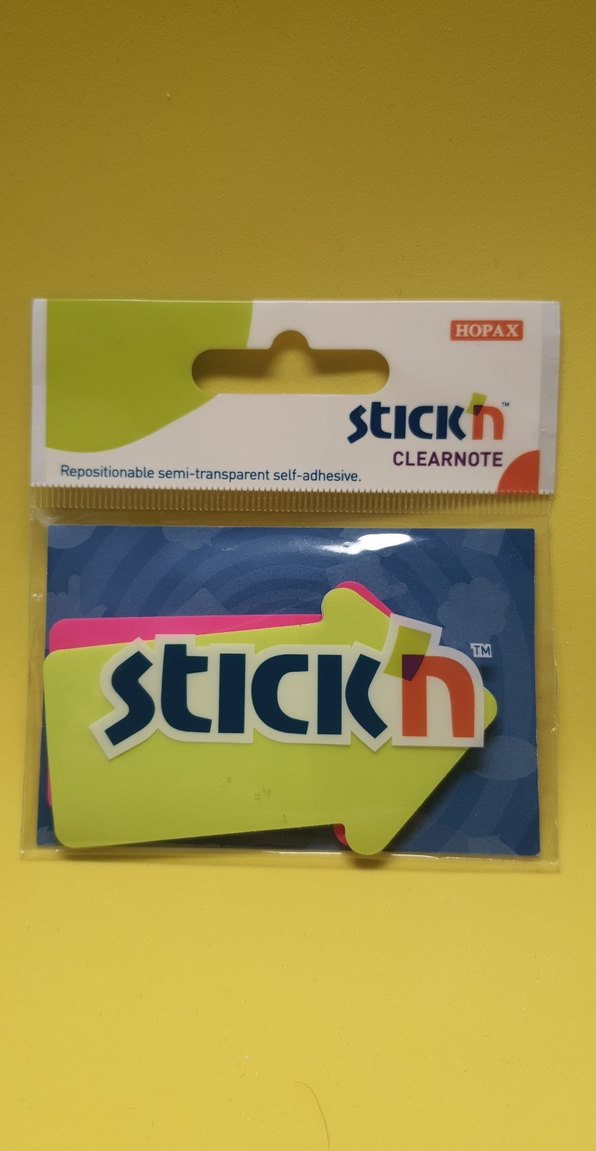 HOPAX
STICK'n™
CLEARNOTE
Repositionable semi-transparent self-adhesive.
STICK'n™